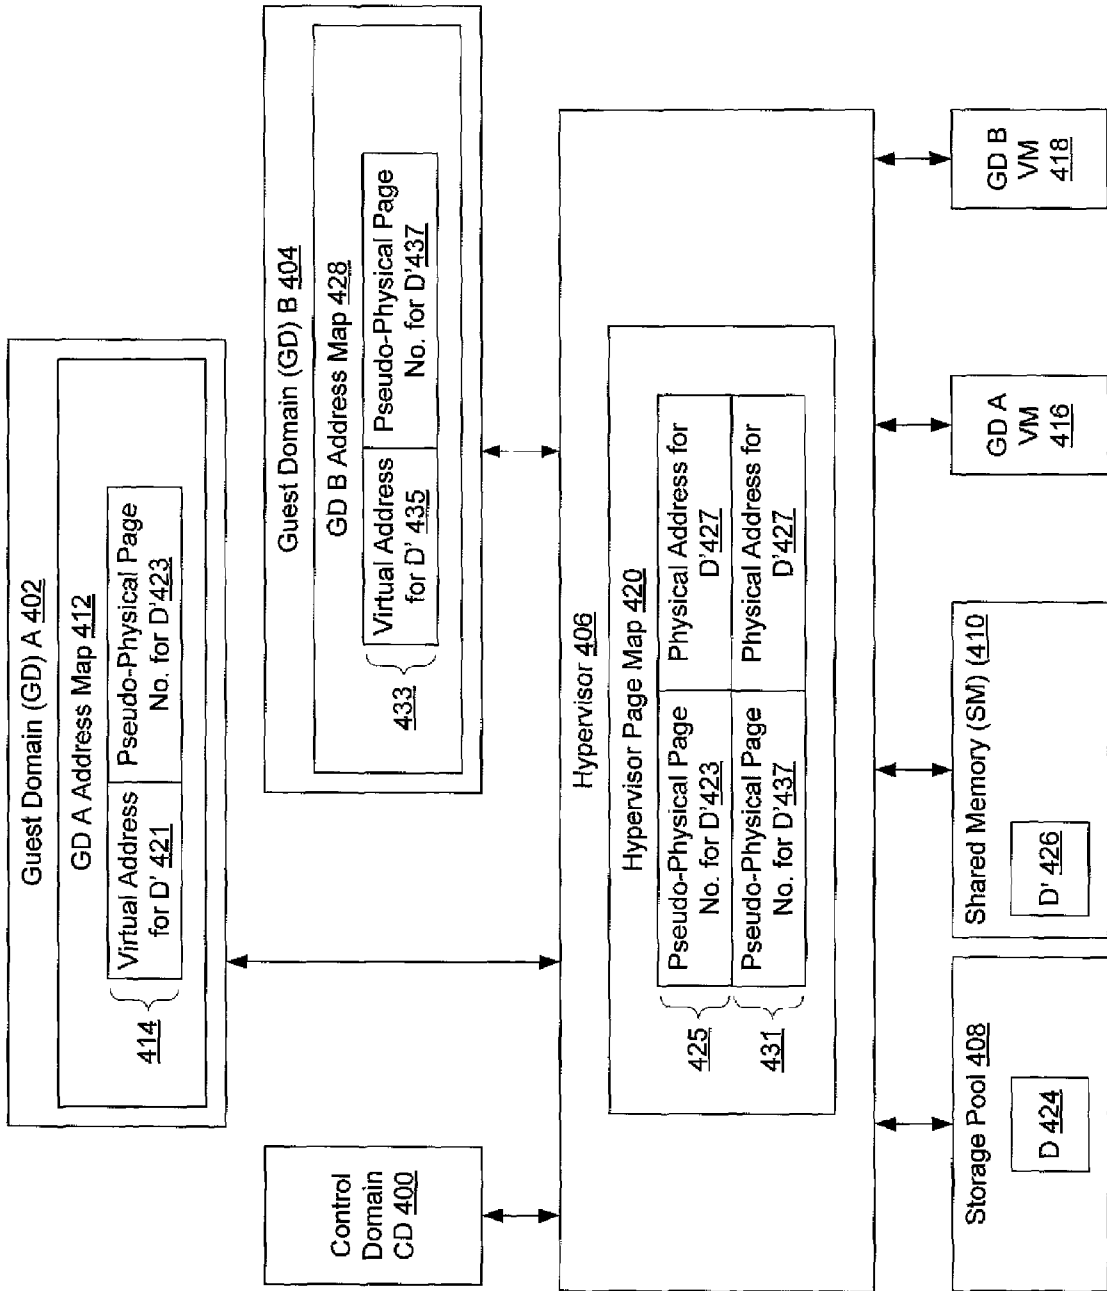 Guest Domain (GD) A 402
GD A Address Map 412
Virtual Address
for D' 421
Pseudo-Physical Page
No. for D'423
414
Guest Domain (GD) B 404
GD B Address Map 428
Virtual Address
for D' 435
Pseudo-Physical Page
No. for D'437
433
Control
Domain
CD 400
Hypervisor 406
Hypervisor Page Map 420
Pseudo-Physical Page
No. for D'423
Physical Address for
D'427
425
Pseudo-Physical Page
No. for D'437
Physical Address for
D'427
431
Storage Pool 408
D 424
Shared Memory (SM) (410)
D' 426
GD A
VM
416
GD B
VM
418